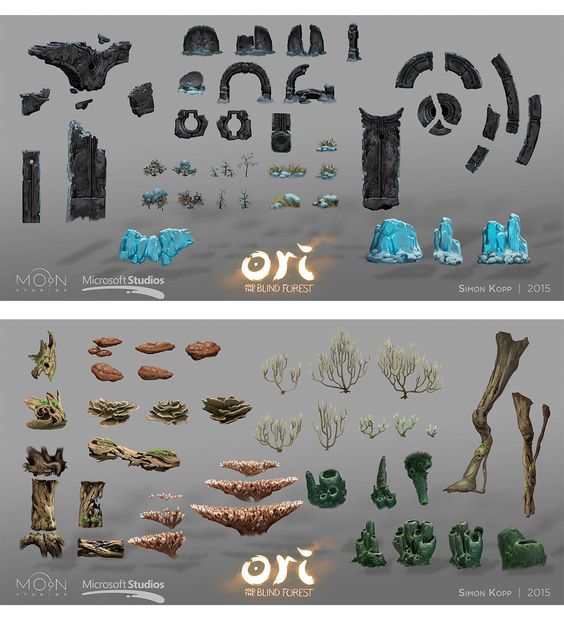 ori
AND THE BLIND FOREST
MOON
STUDIOS
Microsoft Studios
SIMON KOPP | 2015
ori
AND THE BLIND FOREST
MOON
STUDIOS
Microsoft Studios
SIMON KOPP | 2015